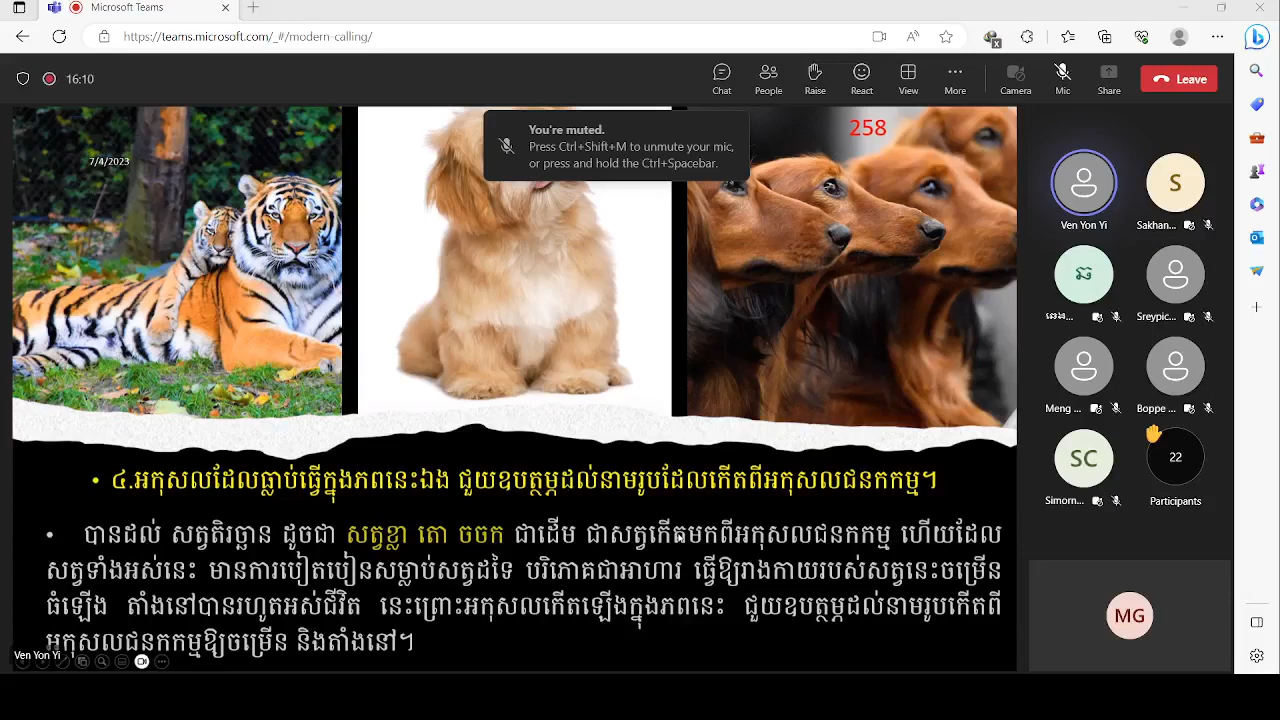 Microsoft Teams
https://teams.microsoft.com/_#/modern-calling/
16:10
Chat People Raise React View More Camera Mic Share Leave
You're muted.
Press Ctrl+Shift+M to unmute your mic,
or press and hold the Ctrl+Spacebar.
7/4/2023
258
• ៤.អកុសលដែលធ្លាប់ធ្វើក្នុងភពនេះឯង ជួយឧបត្ថម្ភដល់នាមរូបដែលកើតពីអកុសលជនកកម្ម។
• បានដល់ សត្វតិរច្ឆាន ដូចជា សត្វខ្លា តោ ចចក ជាដើម ជាសត្វកើតមកពីអកុសលជនកកម្ម ហើយដែល
សត្វទាំងអស់នេះ មានការបៀតបៀនសម្លាប់សត្វដទៃ បរិភោគជាអាហារ ធ្វើឱ្យរាងកាយរបស់សត្វនេះចម្រើន
ធំឡើង តាំងនៅបានរហូតអស់ជីវិត នេះព្រោះអកុសលកើតឡើងក្នុងភពនេះ ជួយឧបត្ថម្ភដល់នាមរូបកើតពី
អកុសលជនកកម្មឱ្យចម្រើន និងតាំងនៅ។
Ven Yon Yi
S
Ven Yon Yi Sakhan...
ឆ
Sreypic...
Meng ... Boppe ...
SC 22
Simorn... Participants
MG